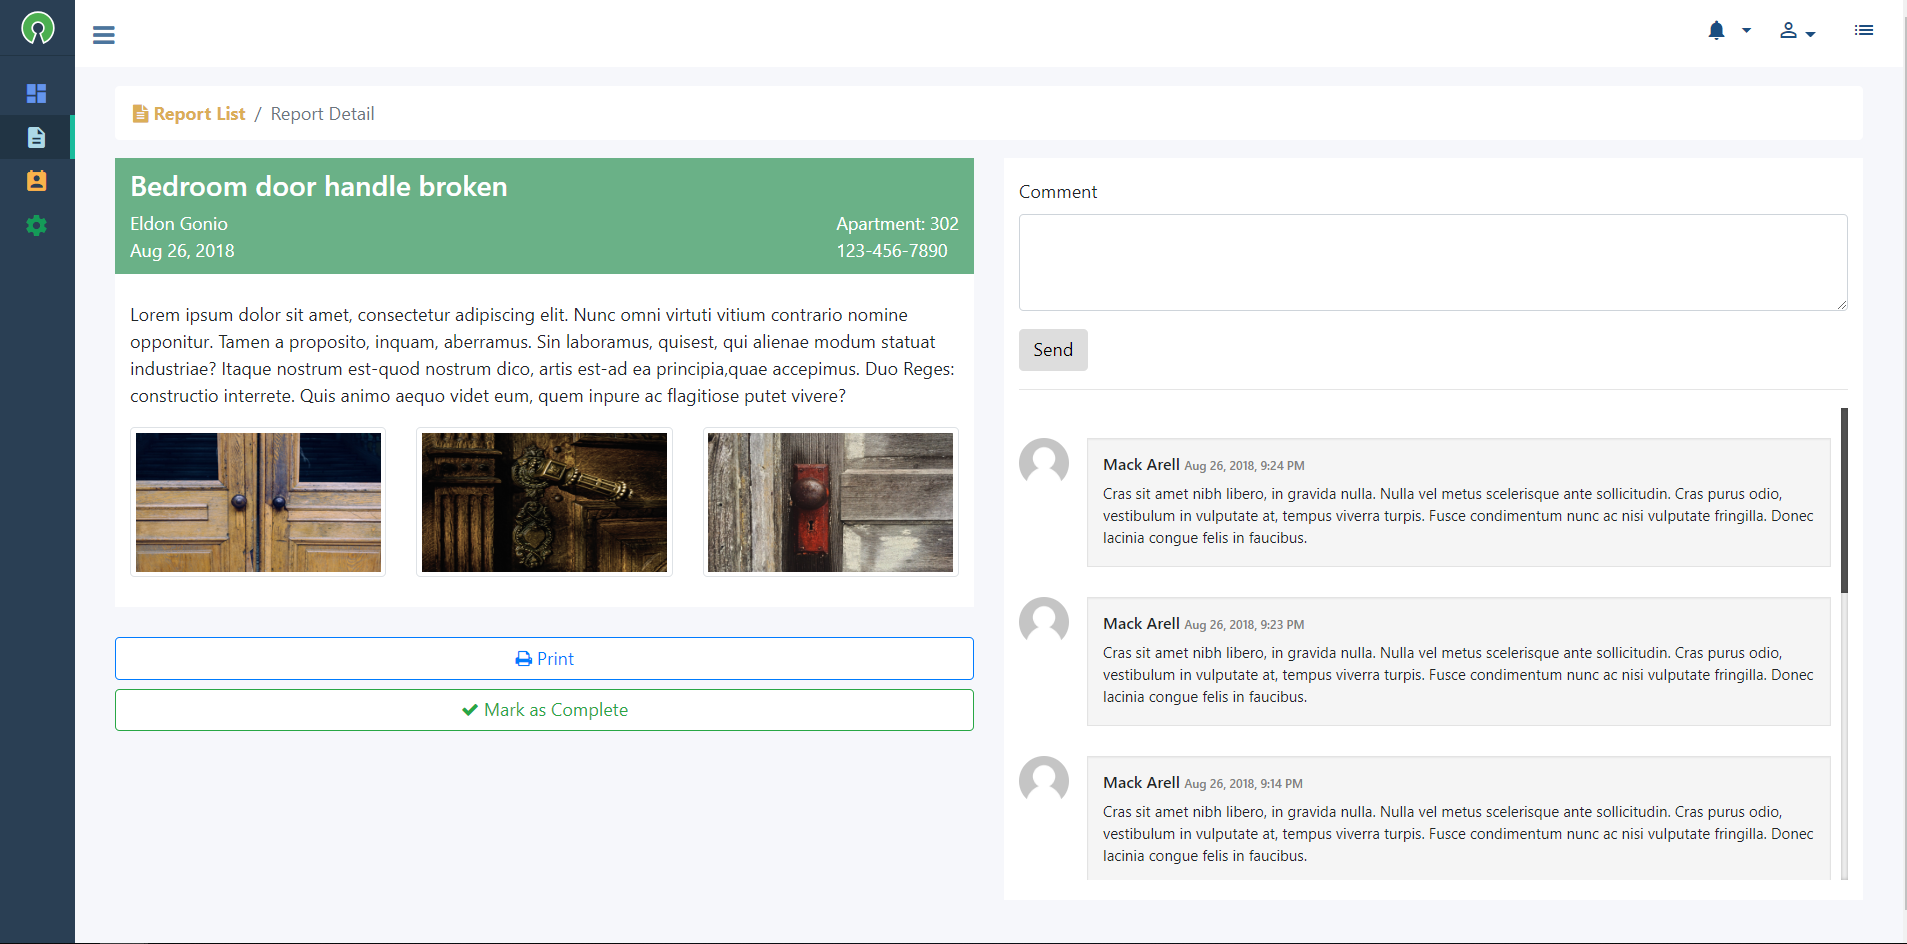 Report List / Report Detail
Bedroom door handle broken
Eldon Gonio
Aug 26, 2018
Apartment: 302
123-456-7890
Lorem ipsum dolor sit amet, consectetur adipiscing elit. Nunc omni virtuti vitium contrario nomine
opponitur. Tamen a proposito, inquam, aberramus. Sin laboramus, quisest, qui alienae modum statuat
industriae? Itaque nostrum est-quod nostrum dico, artis est-ad ea principia,quae accepimus. Duo Reges:
constructio interrete. Quis animo aequo videt eum, quem inpure ac flagitiose putet vivere?
Print
Mark as Complete
Comment
Send
Mack Arell Aug 26, 2018, 9:24 PM
Cras sit amet nibh libero, in gravida nulla. Nulla vel metus scelerisque ante sollicitudin. Cras purus odio,
vestibulum in vulputate at, tempus viverra turpis. Fusce condimentum nunc ac nisi vulputate fringilla. Donec
lacinia congue felis in faucibus.
Mack Arell Aug 26, 2018, 9:23 PM
Cras sit amet nibh libero, in gravida nulla. Nulla vel metus scelerisque ante sollicitudin. Cras purus odio,
vestibulum in vulputate at, tempus viverra turpis. Fusce condimentum nunc ac nisi vulputate fringilla. Donec
lacinia congue felis in faucibus.
Mack Arell Aug 26, 2018, 9:14 PM
Cras sit amet nibh libero, in gravida nulla. Nulla vel metus scelerisque ante sollicitudin. Cras purus odio,
vestibulum in vulputate at, tempus viverra turpis. Fusce condimentum nunc ac nisi vulputate fringilla. Donec
lacinia congue felis in faucibus.